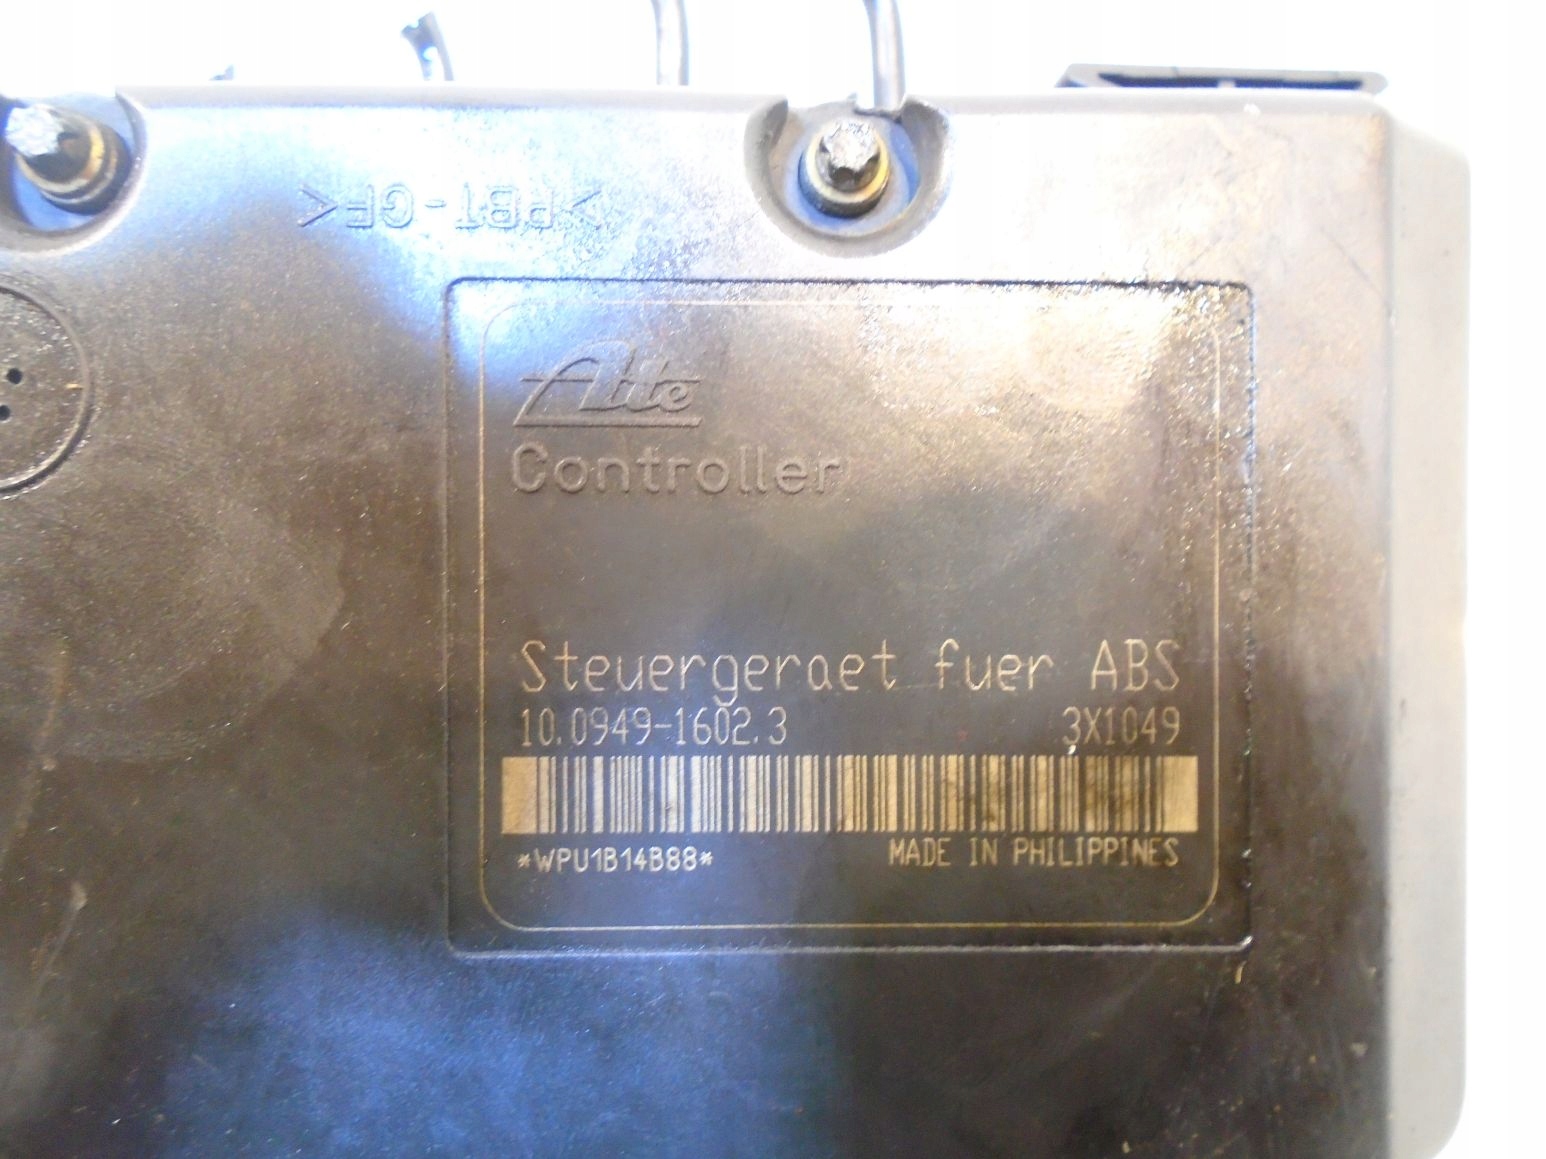 >PBT-GF<
Ate
Controller
Steuergeraet fuer ABS
10.0949-1602.3 3X1049
*WPU1B14B88* MADE IN PHILIPPINES